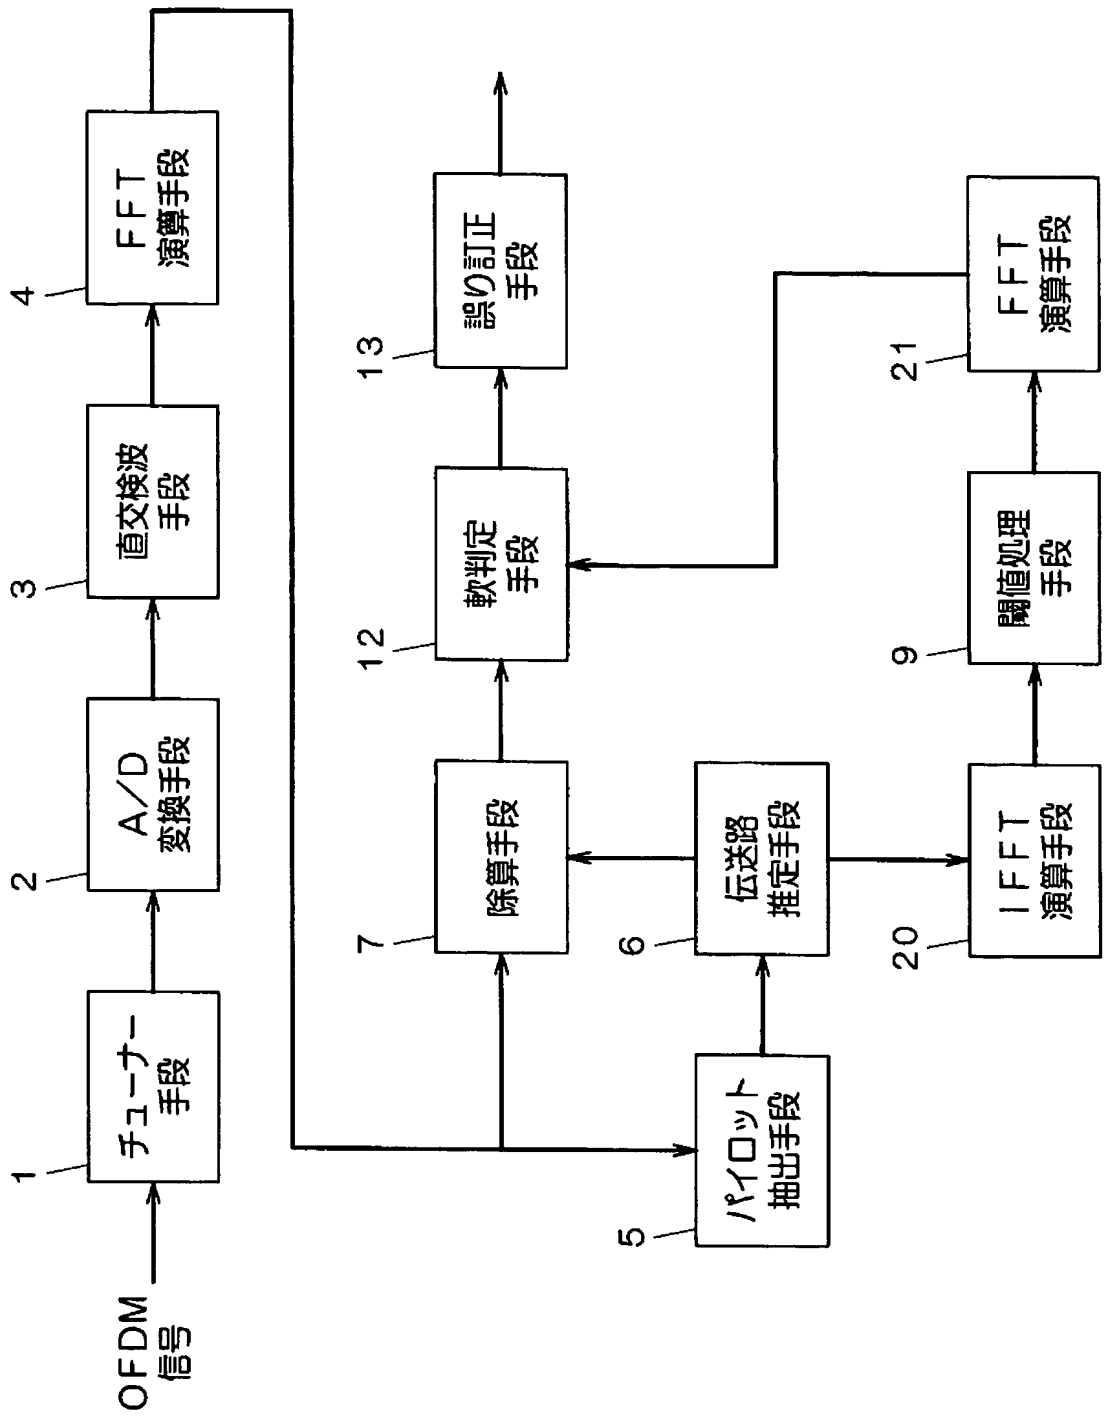 OFDM
信号
1
チューナー
手段
2
A/D
変換手段
3
直交検波
手段
4
FFT
演算手段
7
除算手段
12
軟判定
手段
13
誤り訂正
手段
5
パイロット
抽出手段
6
伝送路
推定手段
20
IFFT
演算手段
9
閾値処理
手段
21
FFT
演算手段